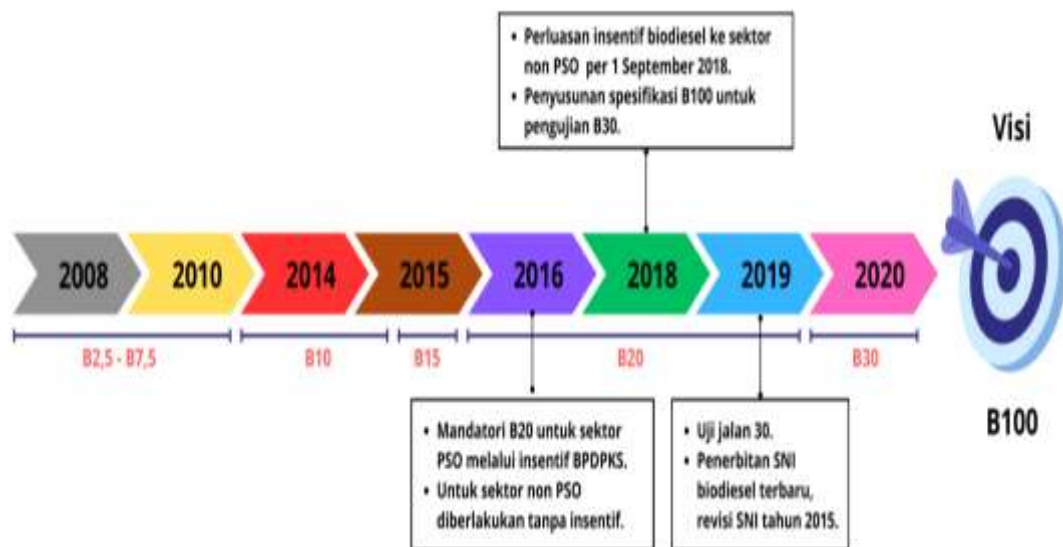 • Perluasan insentif biodiesel ke sektor
non PSO per 1 September 2018.
• Penyusunan spesifikasi B100 untuk
pengujian B30.
Visi
2008
2010
2014
2015
2016
2018
2019
2020
B2,5 - B7,5
B10
B15
B20
B30
B100
• Mandatori B20 untuk sektor
PSO melalui insentif BPDPKS.
• Untuk sektor non PSO
diberlakukan tanpa insentif.
• Uji jalan 30.
• Penerbitan SNI
biodiesel terbaru,
revisi SNI tahun 2015.